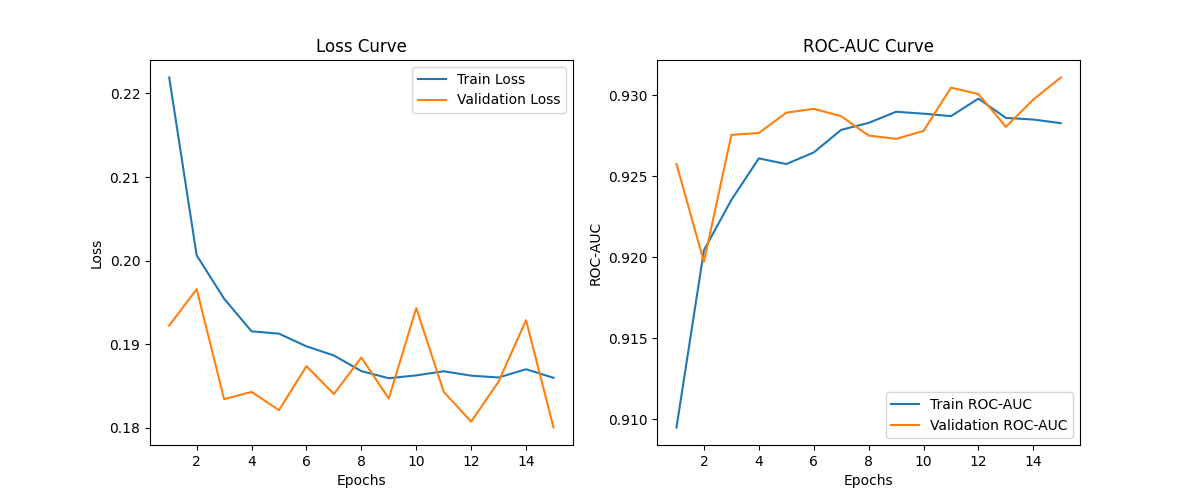 Loss Curve
Train Loss
Validation Loss
0.22
0.21
0.20
0.19
0.18
Loss
2 4 6 8 10 12 14
Epochs
ROC-AUC Curve
0.930
0.925
0.920
0.915
0.910
ROC-AUC
Train ROC-AUC
Validation ROC-AUC
2 4 6 8 10 12 14
Epochs